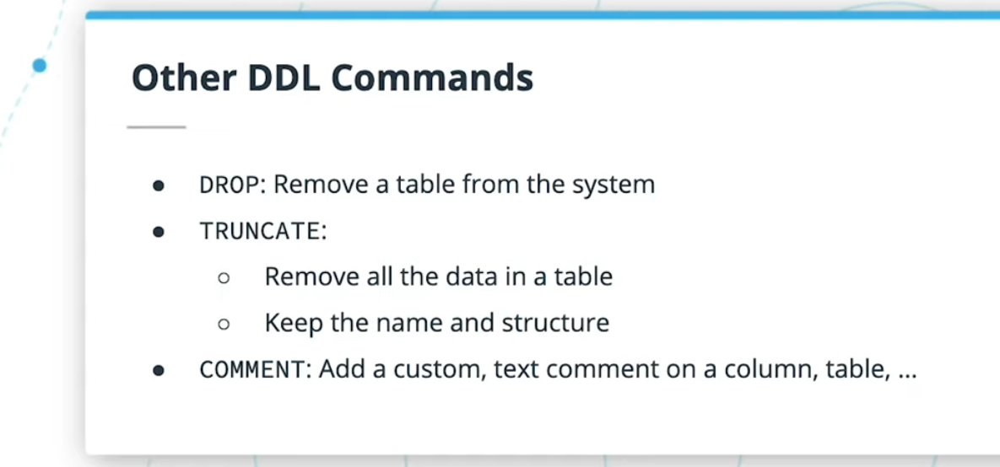 Other DDL Commands
● DROP: Remove a table from the system
● TRUNCATE:
○ Remove all the data in a table
○ Keep the name and structure
● COMMENT: Add a custom, text comment on a column, table, ...